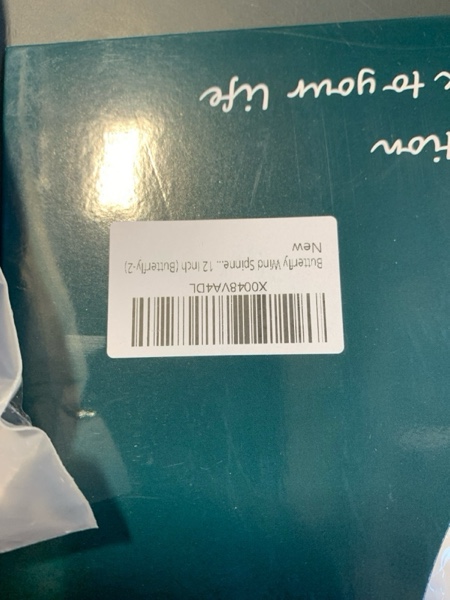 X0048VA4DL
Butterfly Wind Spinne... 12 Inch (Butterfly-2)
New
tion
to your life